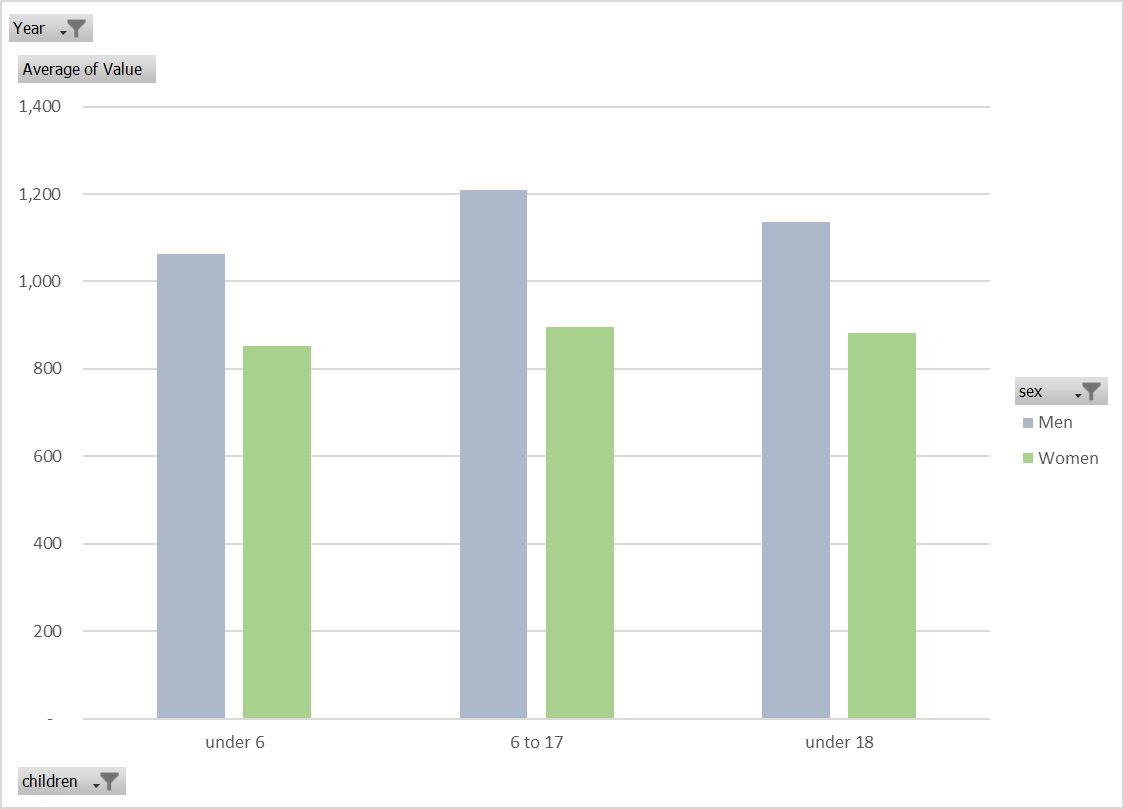 Year
Average of Value
1,400
1,200
1,000
800
600
400
200
-
under 6
6 to 17
under 18
sex
Men
Women
children